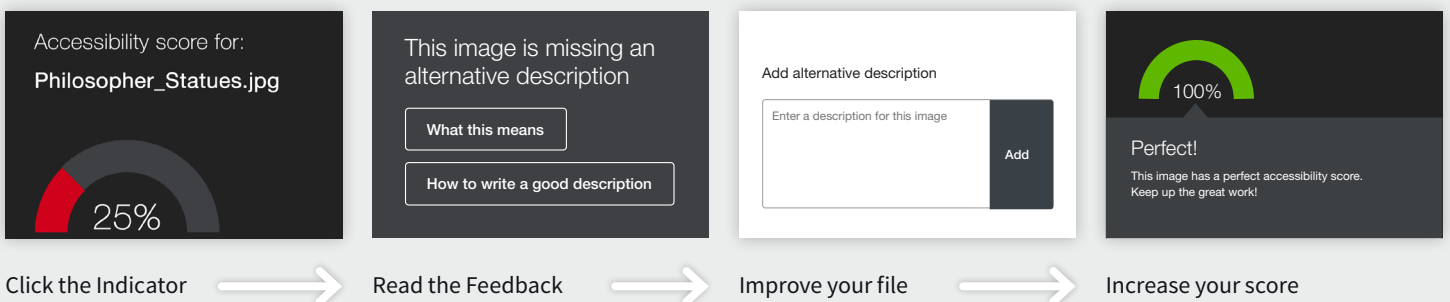 Accessibility score for:
Philosopher_Statues.jpg
25%
Click the Indicator
This image is missing an
alternative description
What this means
How to write a good description
Read the Feedback
Add alternative description
Enter a description for this image
Add
Improve your file
100%
Perfect!
This image has a perfect accessibility score.
Keep up the great work!
Increase your score